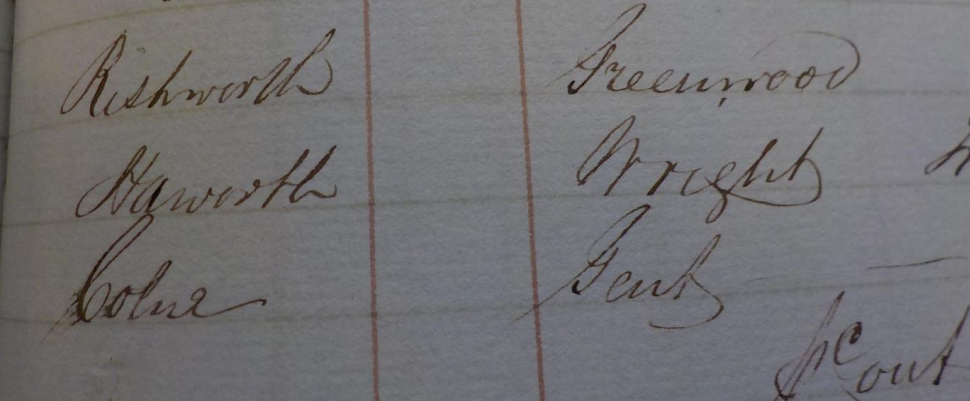 Rishworth Greenwood
Haworth Wright
Colne Gent